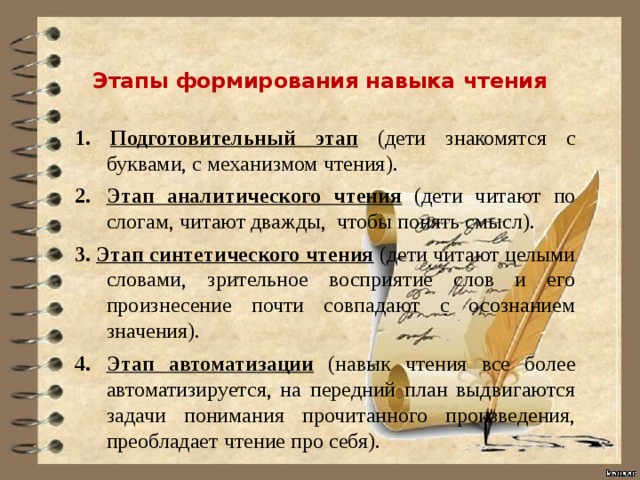 Этапы формирования навыка чтения
1. Подготовительный этап (дети знакомятся с
буквами, с механизмом чтения).
2. Этап аналитического чтения (дети читают по
слогам, читают дважды, чтобы понять смысл).
3. Этап синтетического чтения (дети читают целыми
словами, зрительное восприятие слов и его
произнесение почти совпадают с осознанием
значения).
4. Этап автоматизации (навык чтения все более
автоматизируется, на передний план выдвигаются
задачи понимания прочитанного произведения,
преобладает чтение про себя).